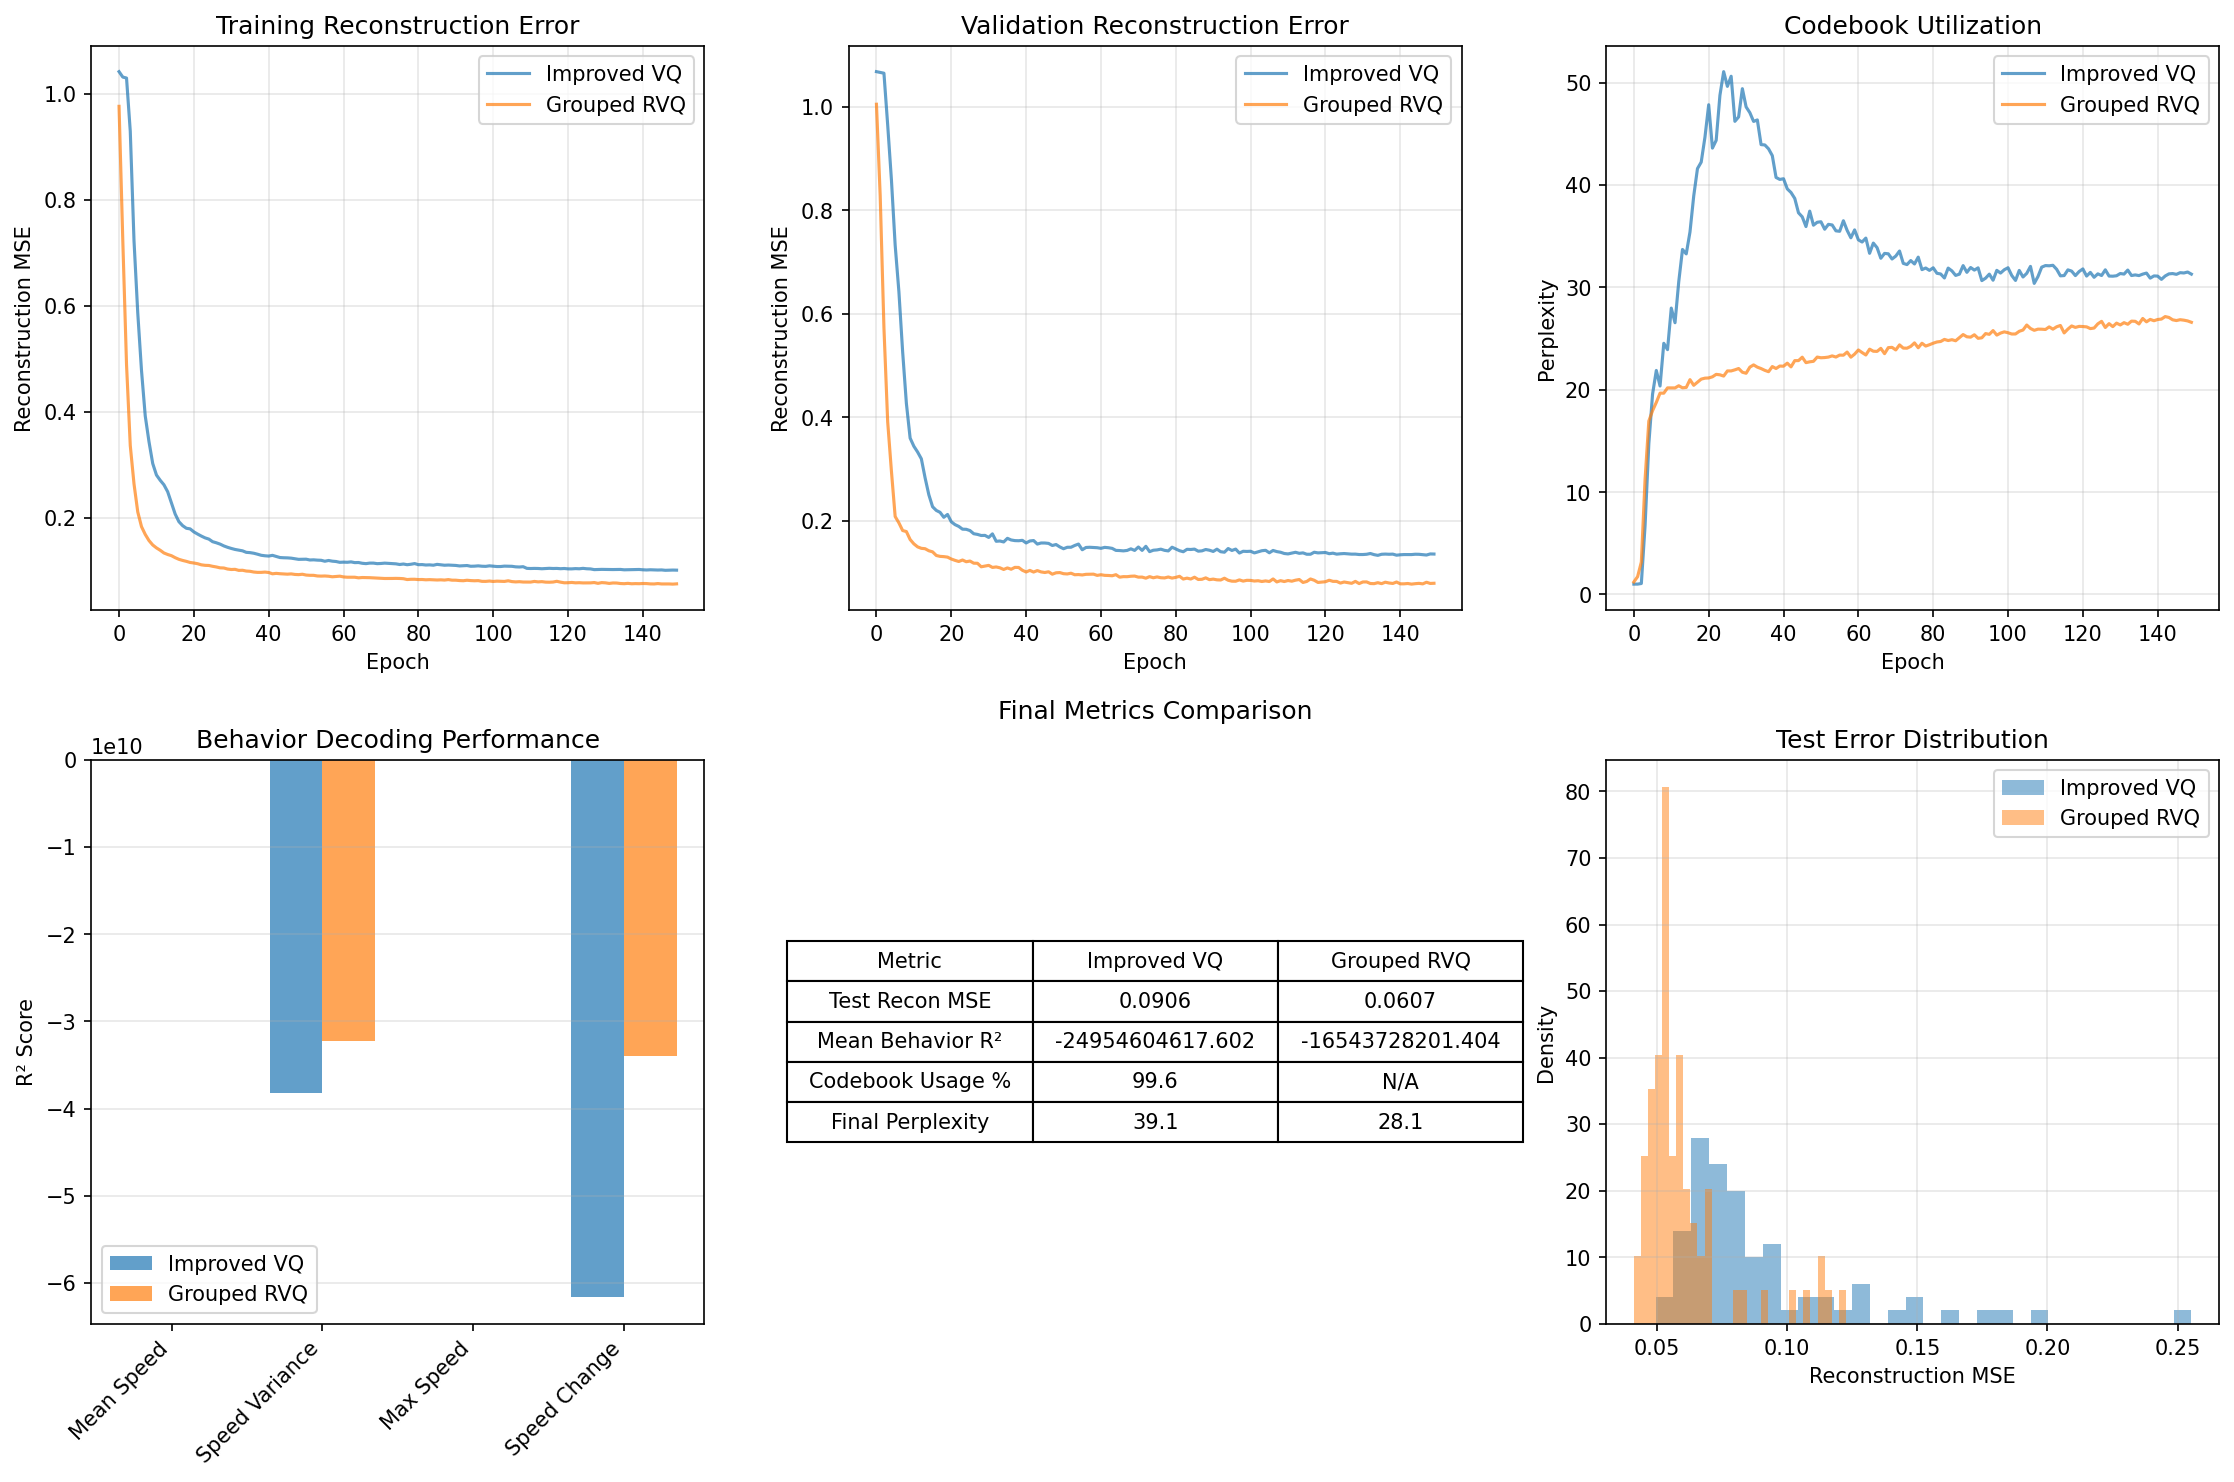 Training Reconstruction Error
Improved VQ
Grouped RVQ
Reconstruction MSE
1.0
0.8
0.6
0.4
0.2
0 20 40 60 80 100 120 140
Epoch
Validation Reconstruction Error
Improved VQ
Grouped RVQ
Reconstruction MSE
1.0
0.8
0.6
0.4
0.2
0 20 40 60 80 100 120 140
Epoch
Codebook Utilization
Improved VQ
Grouped RVQ
Perplexity
50
40
30
20
10
0
0 20 40 60 80 100 120 140
Epoch
Behavior Decoding Performance
1e10
R² Score
0
−1
−2
−3
−4
−5
−6
Improved VQ
Grouped RVQ
Mean Speed
Speed Variance
Max Speed
Speed Change
Final Metrics Comparison
Metric Improved VQ Grouped RVQ
Test Recon MSE 0.0906 0.0607
Mean Behavior R² -24954604617.602 -16543728201.404
Codebook Usage % 99.6 N/A
Final Perplexity 39.1 28.1
Test Error Distribution
Improved VQ
Grouped RVQ
Density
80
70
60
50
40
30
20
10
0
0.05 0.10 0.15 0.20 0.25
Reconstruction MSE